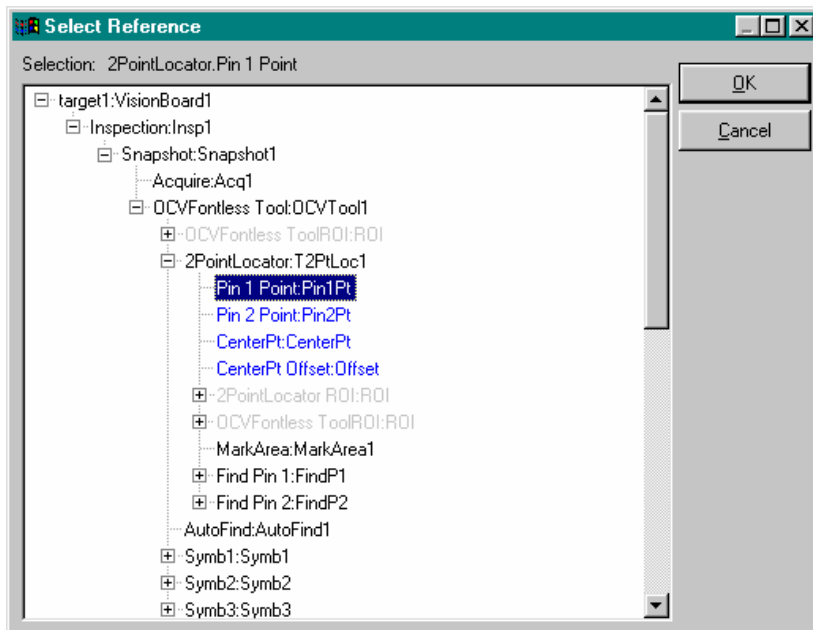 Select Reference
Selection: 2PointLocator.Pin 1 Point
OK
Cancel
target1:VisionBoard1
Inspection:Insp1
Snapshot:Snapshot1
Acquire:Acq1
OCVFontless Tool:OCVTool1
OCVFontless ToolROI:ROI
2PointLocator:T2PtLoc1
Pin 1 Point:Pin1Pt
Pin 2 Point:Pin2Pt
CenterPt:CenterPt
CenterPt Offset:Offset
2PointLocator ROI:ROI
OCVFontless ToolROI:ROI
MarkArea:MarkArea1
Find Pin 1:FindP1
Find Pin 2:FindP2
AutoFind:AutoFind1
Symb1:Symb1
Symb2:Symb2
Symb3:Symb3